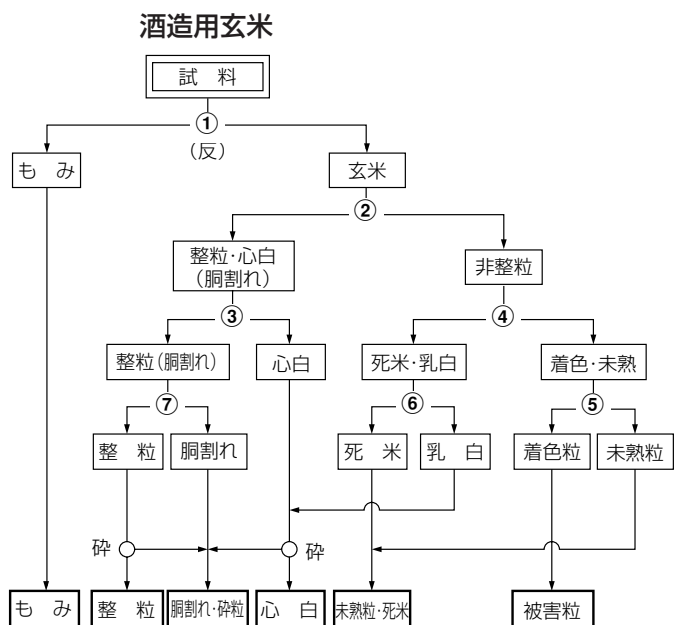 酒造用玄米
試 料
①
(反)
も み
玄米
②
整粒・心白
(胴割れ)
非整粒
③
④
整粒(胴割れ)
心白
死米・乳白
着色・未熟
⑦
⑥
⑤
整 粒
胴割れ
死 米
乳 白
着色粒
未熟粒
砕
砕
も み
整 粒
胴割れ・砕粒
心 白
未熟粒・死米
被害粒